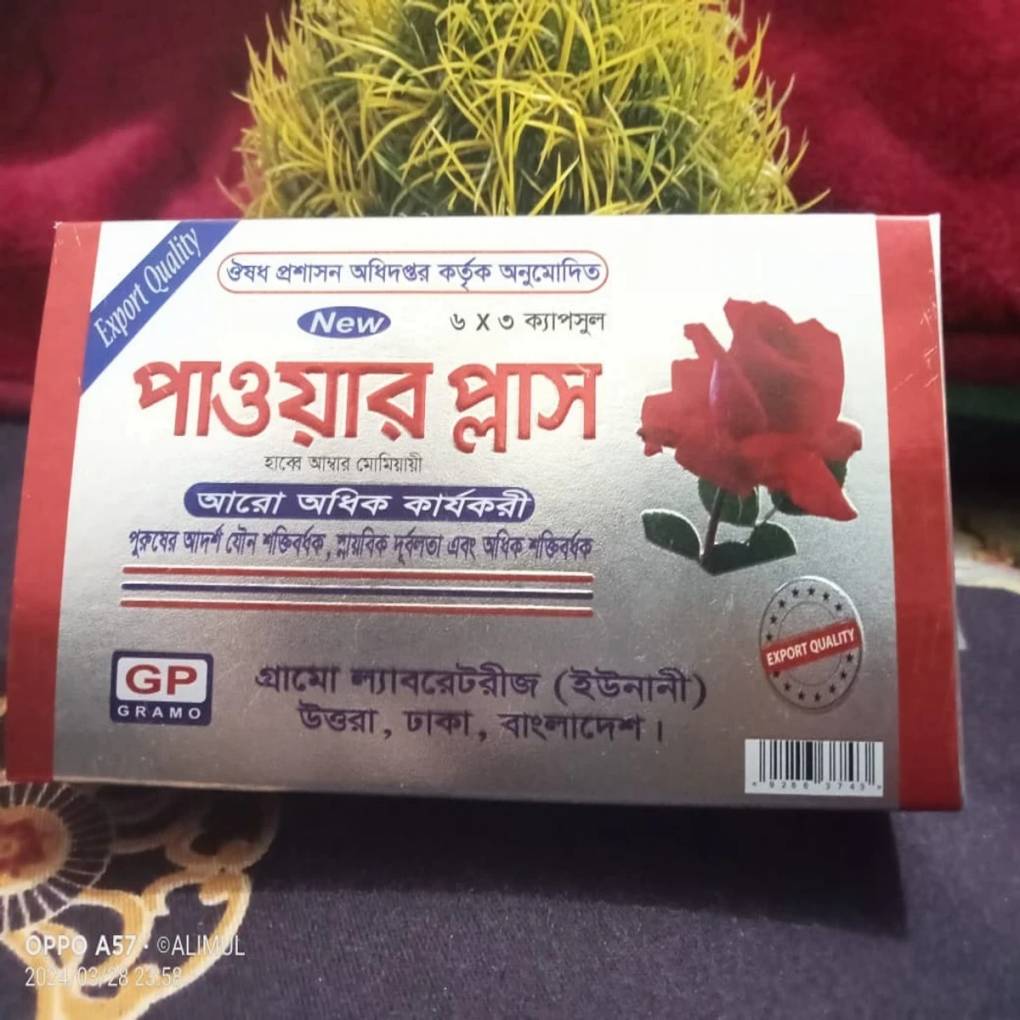 Export Quality
ঔষধ প্রশাসন অধিদপ্তর কর্তৃক অনুমোদিত
New ৬ X ৩ ক্যাপসুল
পাওয়ার প্লাস
হাব্বে আম্বার মোমিয়ায়ী
আরো অধিক কার্যকরী
পুরুষের আদর্শ যৌন শক্তিবর্ধক, স্নায়বিক দূর্বলতা এবং অধিক শক্তিবর্ধক
EXPORT QUALITY
GP
GRAMO
গ্রামো ল্যাবরেটরীজ (ইউনানী)
উত্তরা, ঢাকা, বাংলাদেশ।
9266 3743
OPPO A57 · ©ALIMUL
2024/03/28 23:58